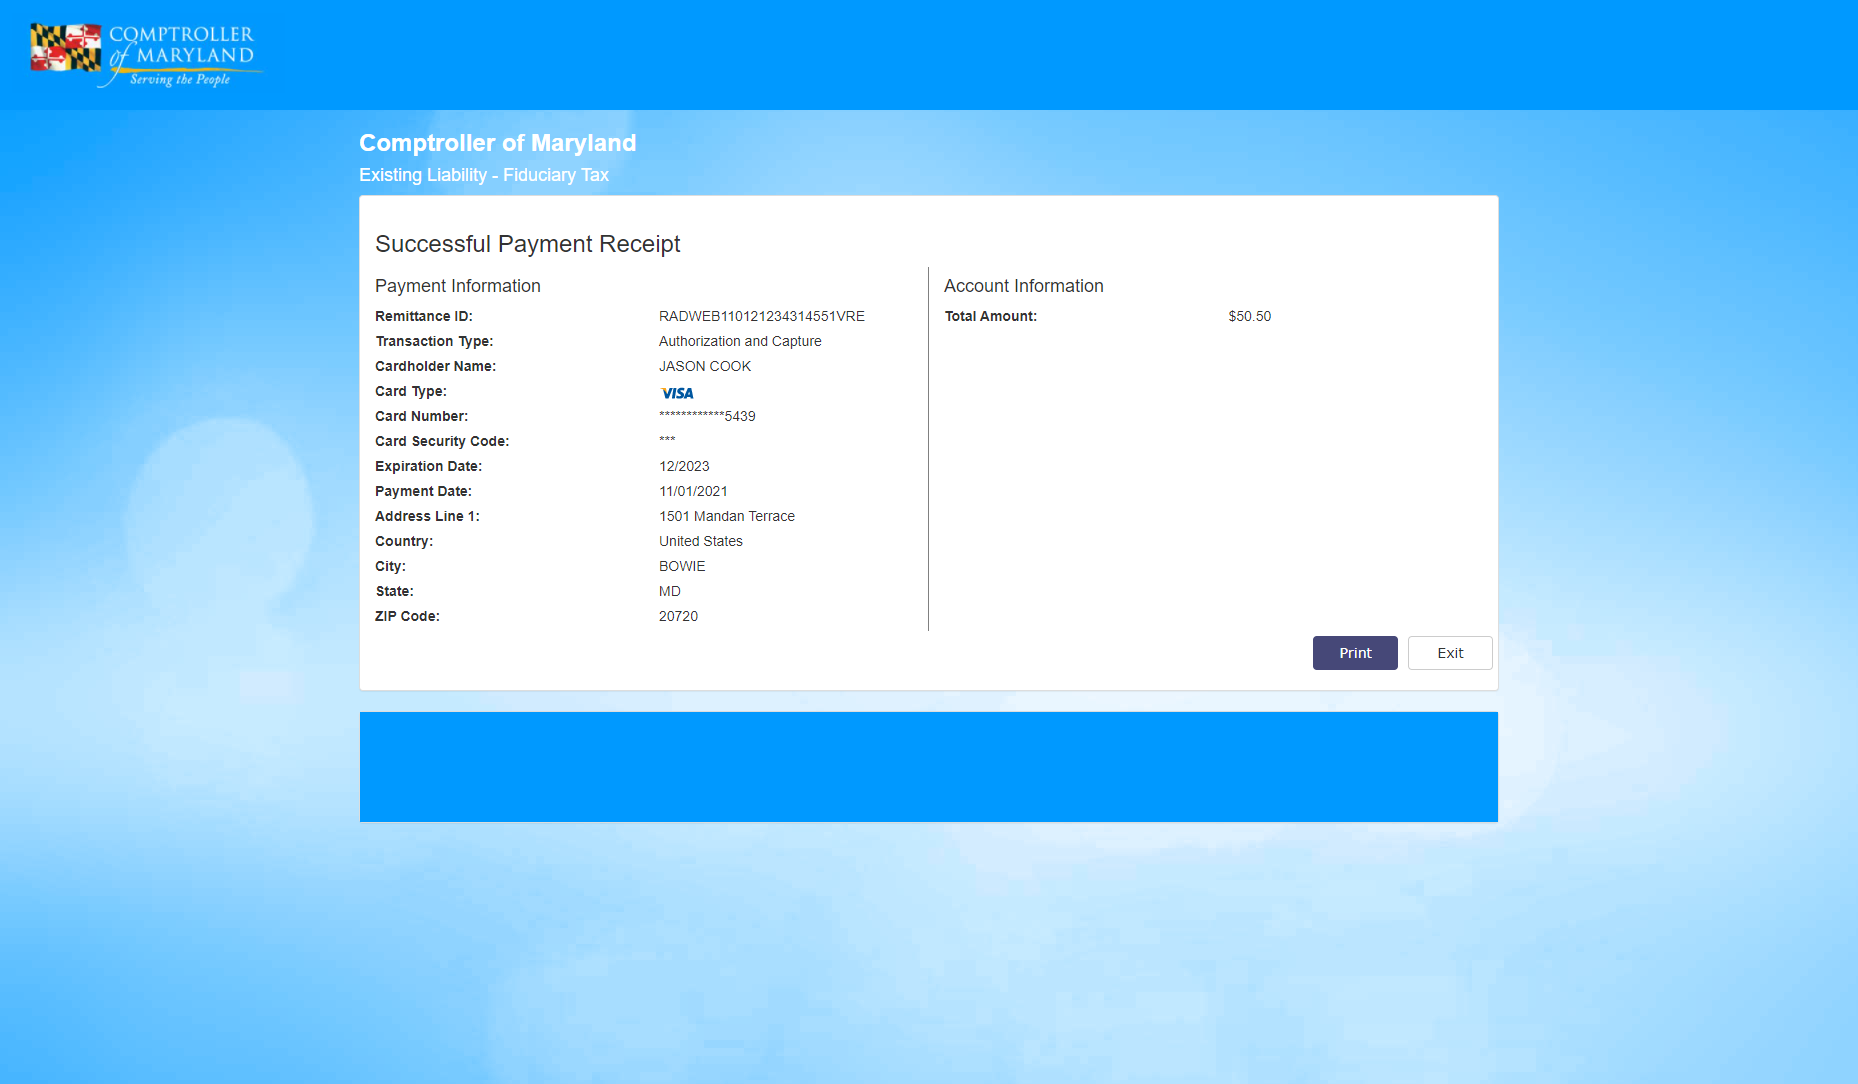 COMPTROLLER
of MARYLAND
Serving the People
Comptroller of Maryland
Existing Liability - Fiduciary Tax
Successful Payment Receipt
Payment Information
Remittance ID: RADWEB110121234314551VRE
Transaction Type: Authorization and Capture
Cardholder Name: JASON COOK
Card Type: VISA
Card Number: ************5439
Card Security Code: ***
Expiration Date: 12/2023
Payment Date: 11/01/2021
Address Line 1: 1501 Mandan Terrace
Country: United States
City: BOWIE
State: MD
ZIP Code: 20720
Account Information
Total Amount: $50.50
Print
Exit